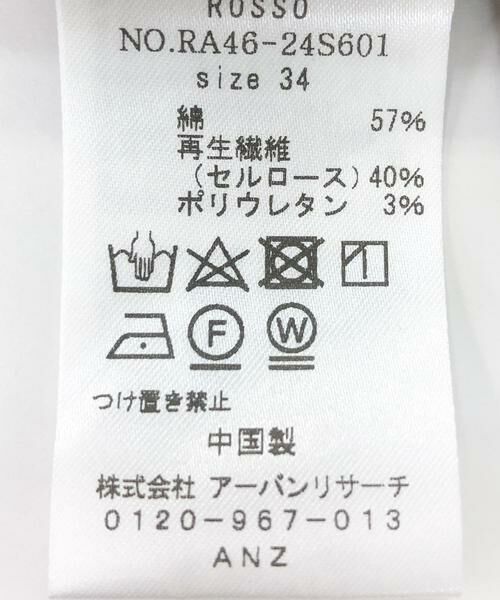 ROSSO
NO.RA46-24S601
size 34
綿 57%
再生繊維
(セルロース)40%
ポリウレタン 3%
F W
つけ置き禁止
中国製
株式会社 アーバンリサーチ
0120-967-013
ANZ